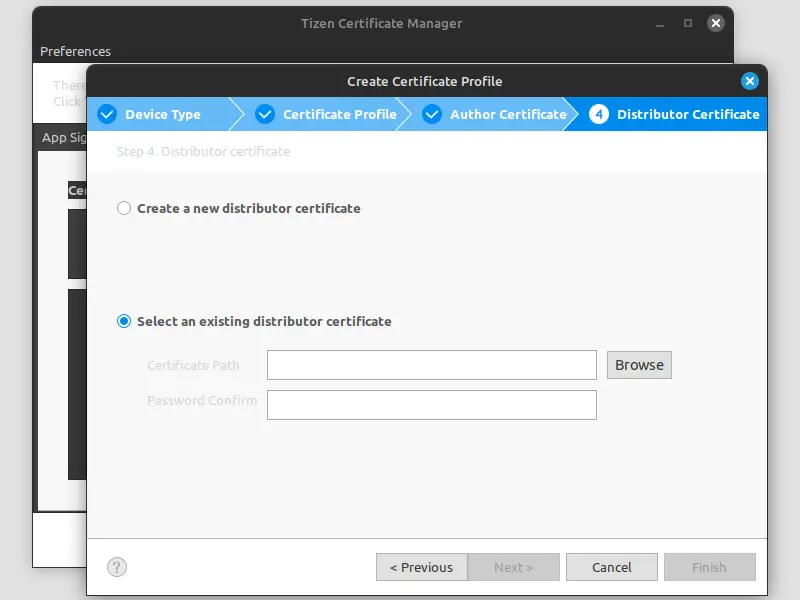 Tizen Certificate Manager
Preferences
There
Click
App Sig
Cer
Create Certificate Profile
Device Type
Certificate Profile
Author Certificate
4 Distributor Certificate
Step 4. Distributor certificate
Create a new distributor certificate
Select an existing distributor certificate
Certificate Path
Browse
Password Confirm
?
< Previous
Next >
Cancel
Finish